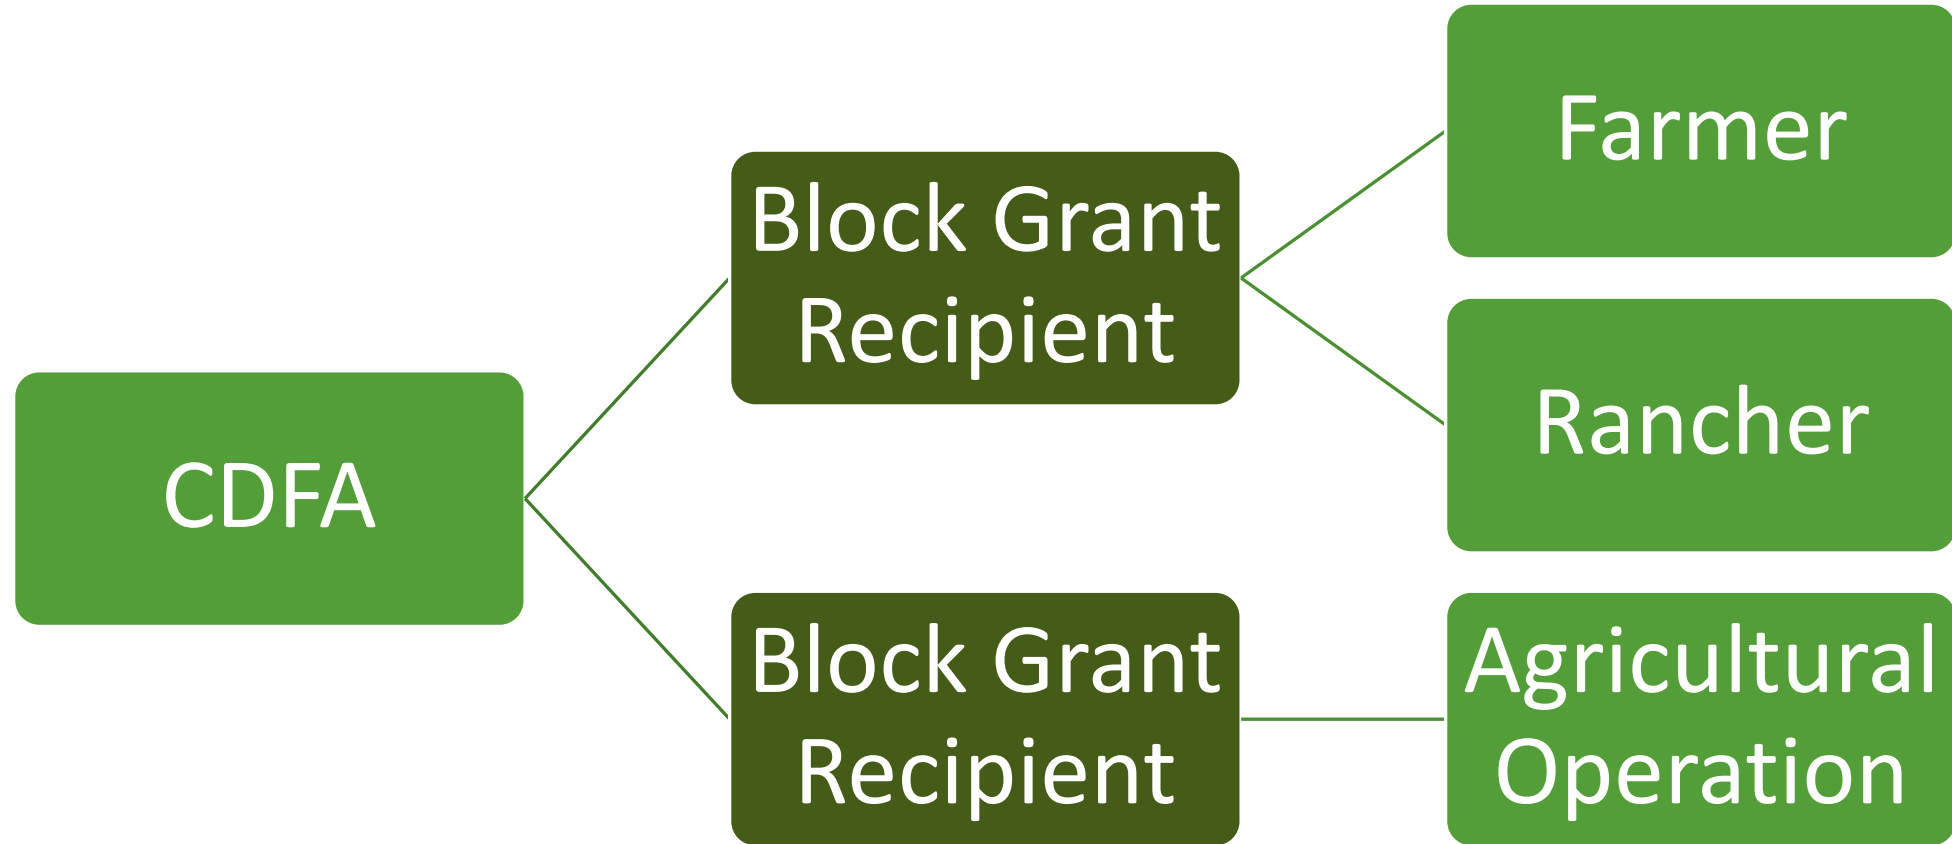 CDFA
Block Grant
Recipient
Farmer
Rancher
Block Grant
Recipient
Agricultural
Operation